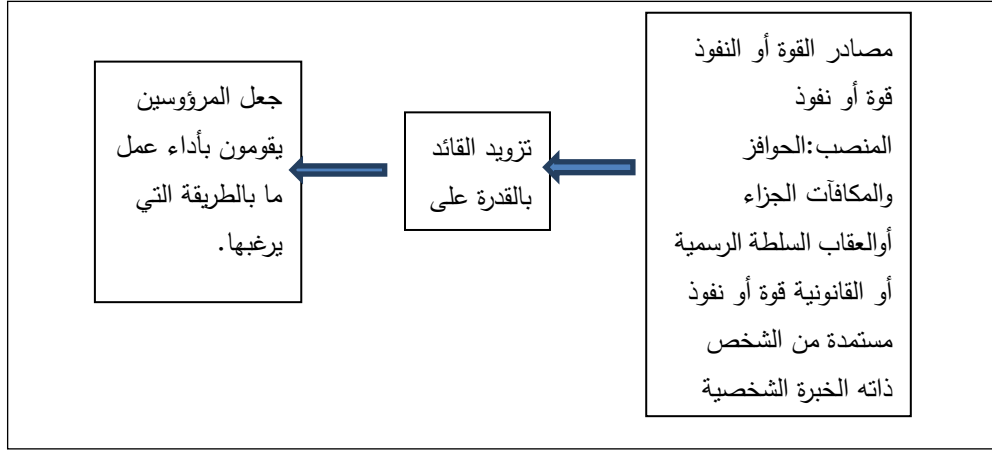 مصادر القوة أو النفوذ
قوة أو نفوذ
المنصب:الحوافز
والمكافآت الجزاء
أوالعقاب السلطة الرسمية
أو القانونية قوة أو نفوذ
مستمدة من الشخص
ذاته الخبرة الشخصية
تزويد القائد
بالقدرة على
جعل المرؤوسين
يقومون بأداء عمل
ما بالطريقة التي
يرغبها.